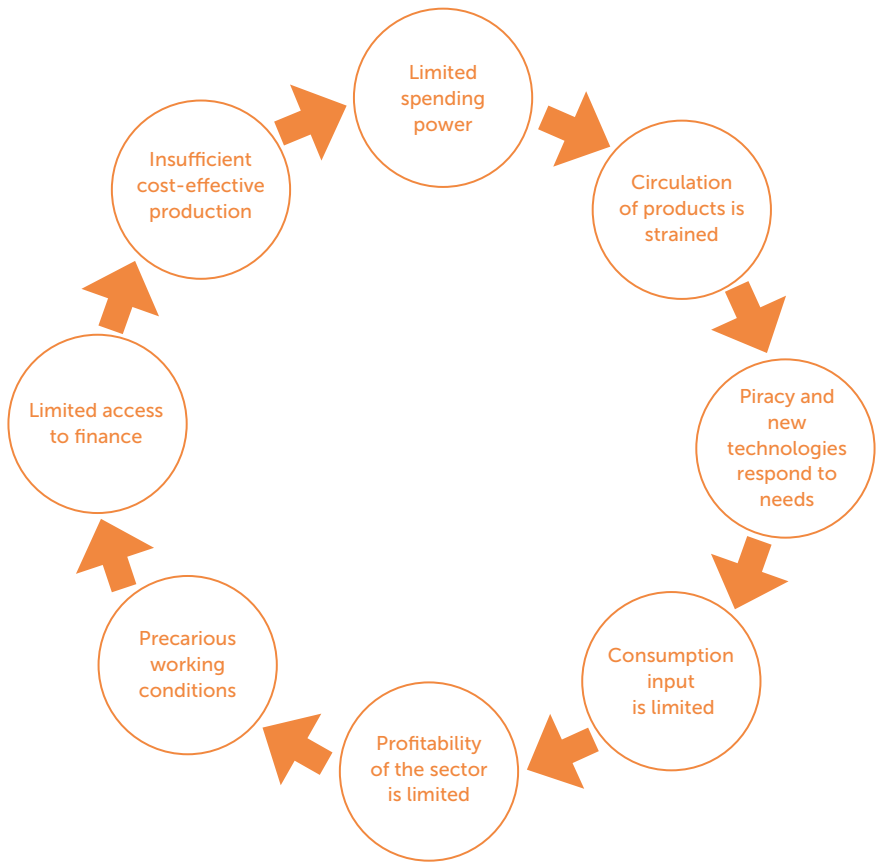 Limited
spending
power
Circulation
of products is
strained
Piracy and
new
technologies
respond to
needs
Consumption
input
is limited
Profitability
of the sector
is limited
Precarious
working
conditions
Limited access
to finance
Insufficient
cost-effective
production